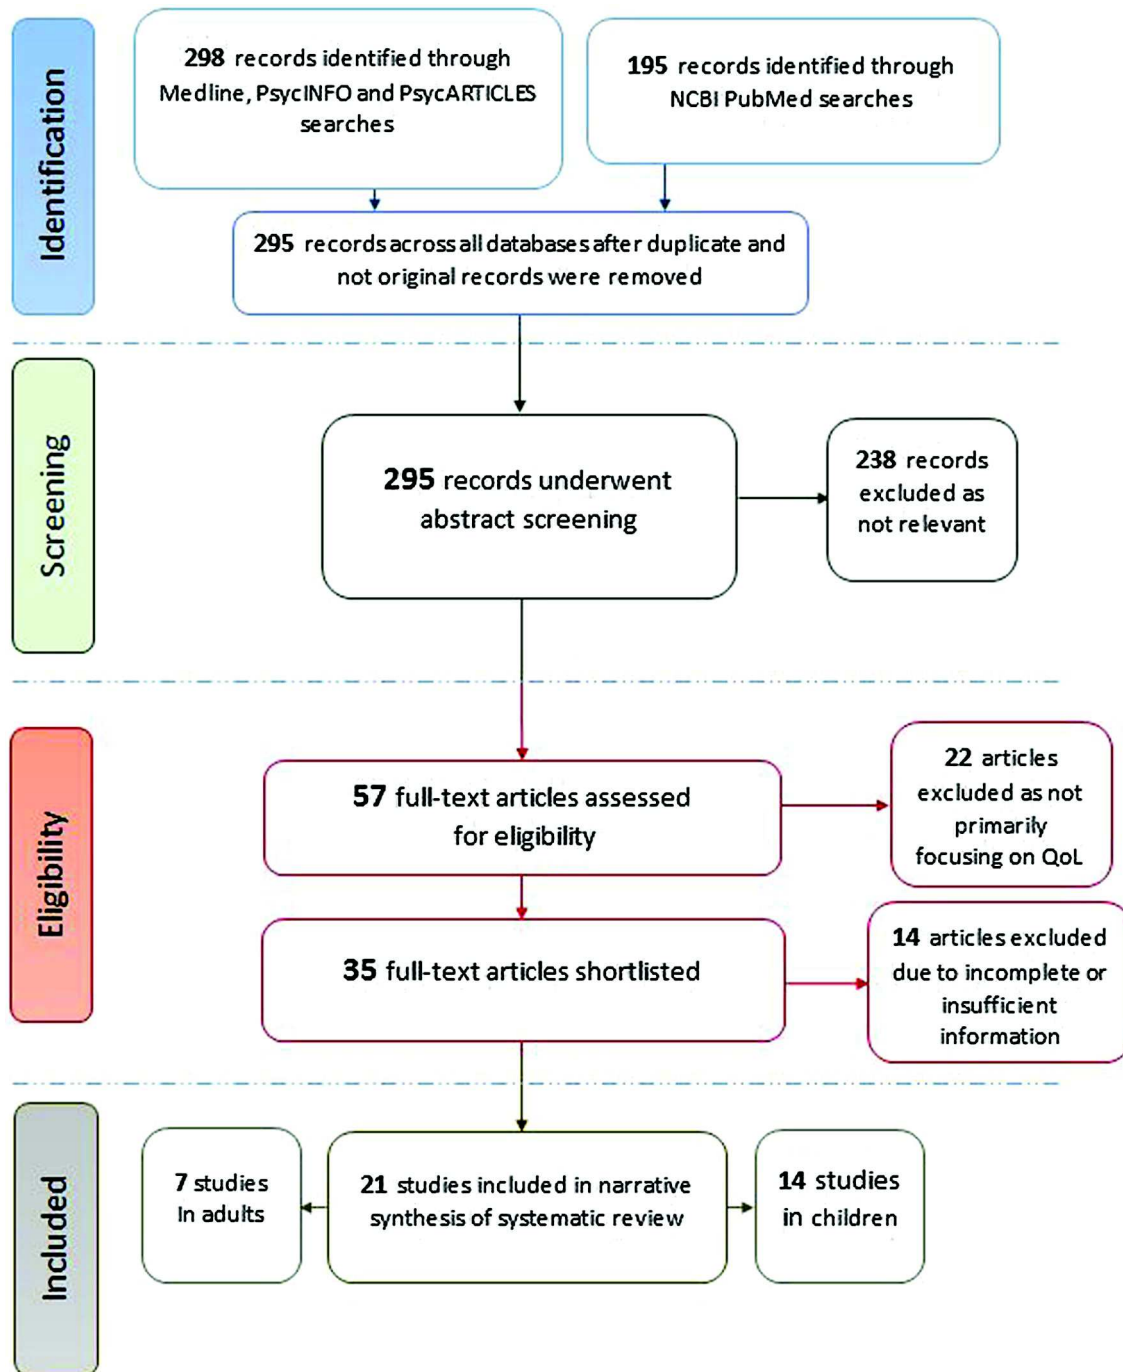 Identification
298 records identified through
Medline, PsycINFO and PsycARTICLES
searches
195 records identified through
NCBI PubMed searches
295 records across all databases after duplicate and
not original records were removed
Screening
295 records underwent
abstract screening
238 records
excluded as
not relevant
Eligibility
57 full-text articles assessed
for eligibility
22 articles
excluded as not
primarily
focusing on QoL
35 full-text articles shortlisted
14 articles excluded
due to incomplete or
insufficient
information
Included
7 studies
In adults
21 studies included in narrative
synthesis of systematic review
14 studies
in children